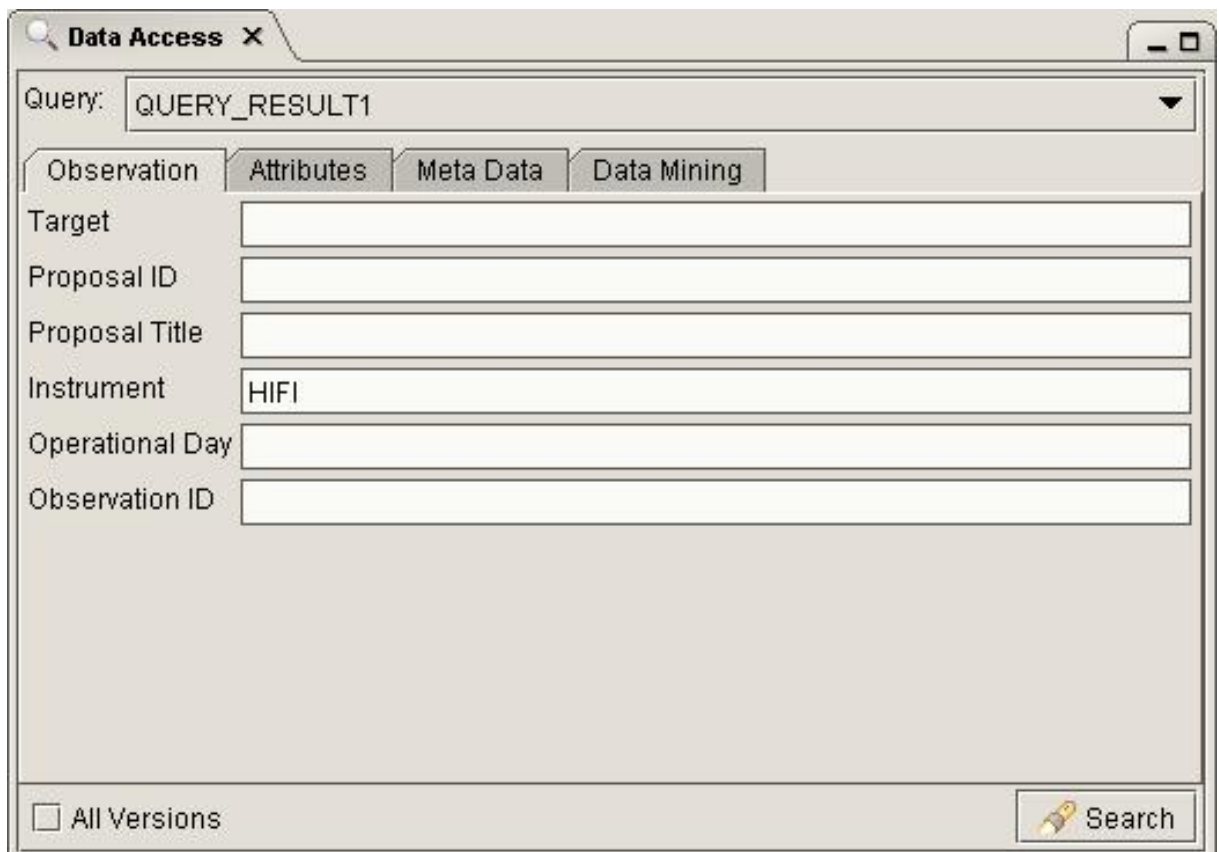 Data Access
Query: QUERY_RESULT1
Observation Attributes Meta Data Data Mining
Target
Proposal ID
Proposal Title
Instrument HIFI
Operational Day
Observation ID
All Versions Search